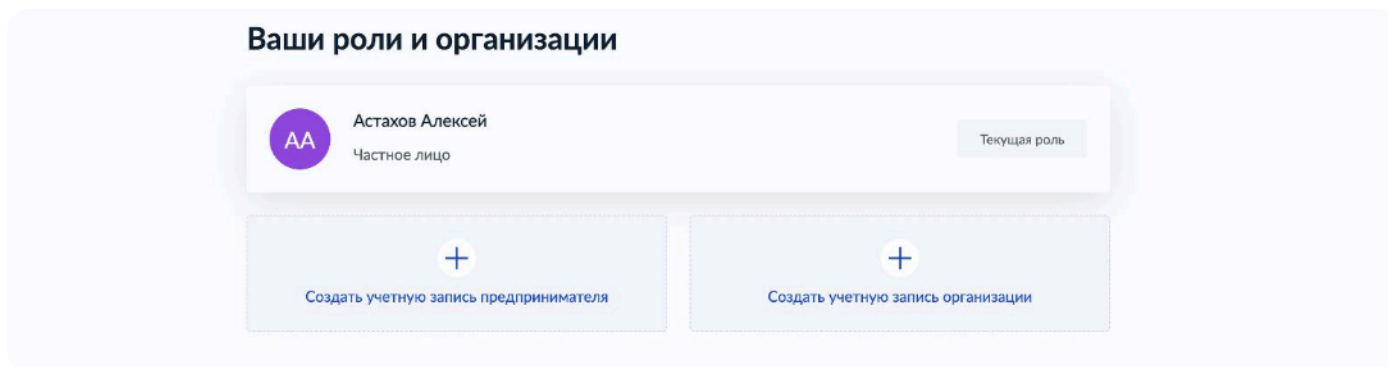 Ваши роли и организации
АА
Астахов Алексей
Частное лицо
Текущая роль
Создать учетную запись предпринимателя
Создать учетную запись организации